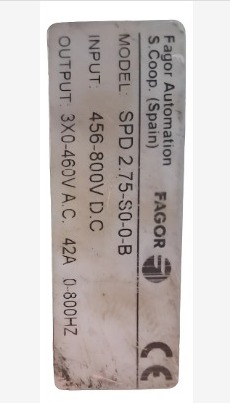 Fagor Automation
S.Coop. (Spain)
FAGOR
CE
MODEL: SPD 2.75-S0-0-B
INPUT: 456-800V D.C
OUTPUT: 3X0-460V A.C. 42A 0-800HZ